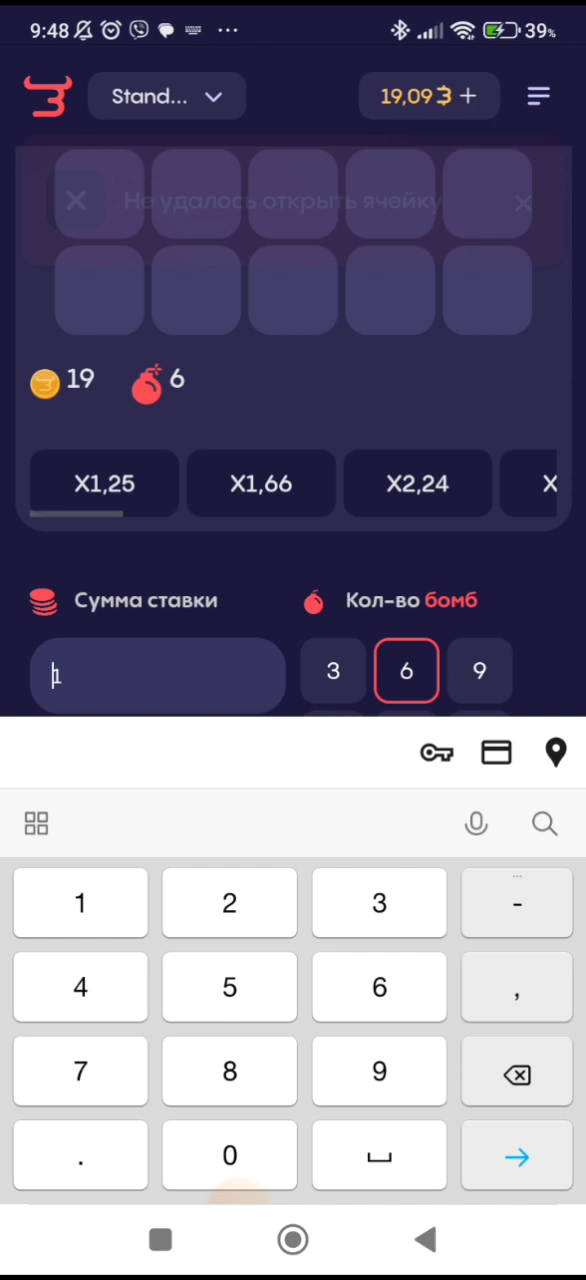 9:48 39%
Stand... 19,09 +
Не удалось открыть ячейку
19 6
X1,25 X1,66 X2,24 X
Сумма ставки Кол-во бомб
1 3 6 9
1 2 3 -
4 5 6 ,
7 8 9
. 0